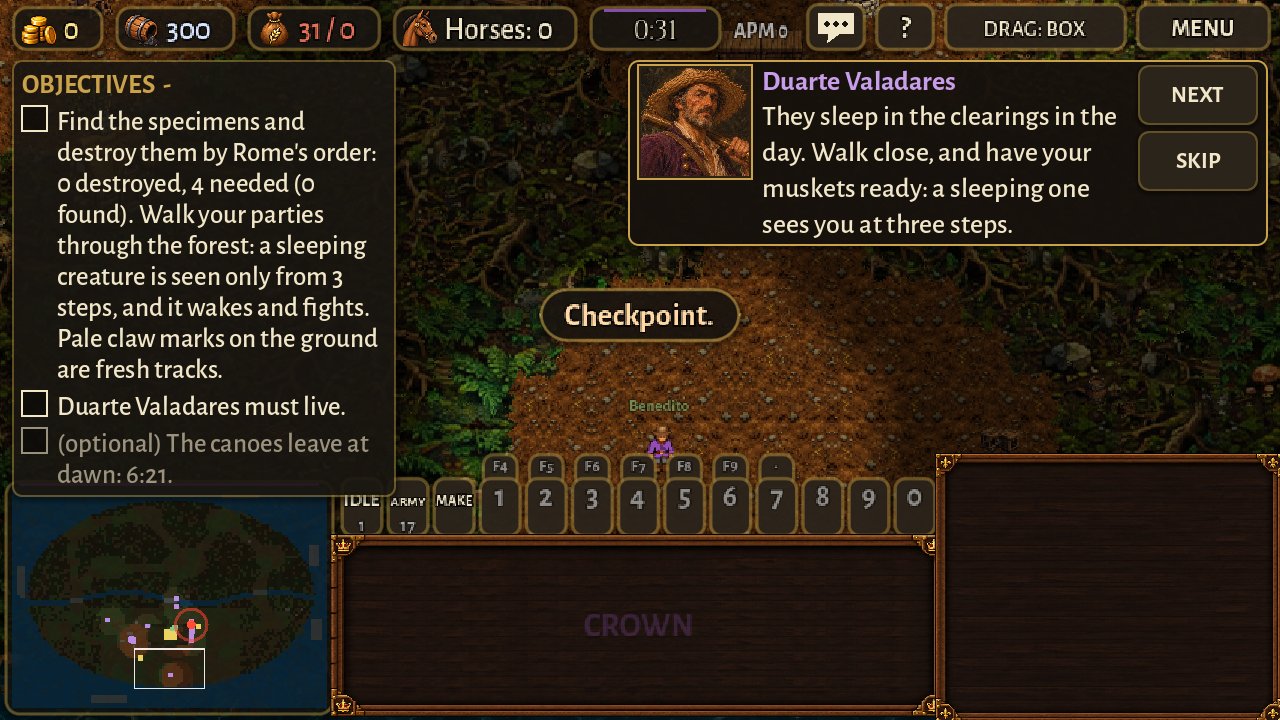 0
300
31 / 0
Horses: 0
0:31
APM 0
?
DRAG: BOX
MENU
OBJECTIVES -
Find the specimens and
destroy them by Rome's order:
0 destroyed, 4 needed (0
found). Walk your parties
through the forest: a sleeping
creature is seen only from 3
steps, and it wakes and fights.
Pale claw marks on the ground
are fresh tracks.
Duarte Valadares must live.
(optional) The canoes leave at
dawn: 6:21.
Duarte Valadares
They sleep in the clearings in the
day. Walk close, and have your
muskets ready: a sleeping one
sees you at three steps.
NEXT
SKIP
Checkpoint.
Benedito
F4 F5 F6 F7 F8 F9 .
IDLE ARMY MAKE 1 2 3 4 5 6 7 8 9 0
1 17
CROWN